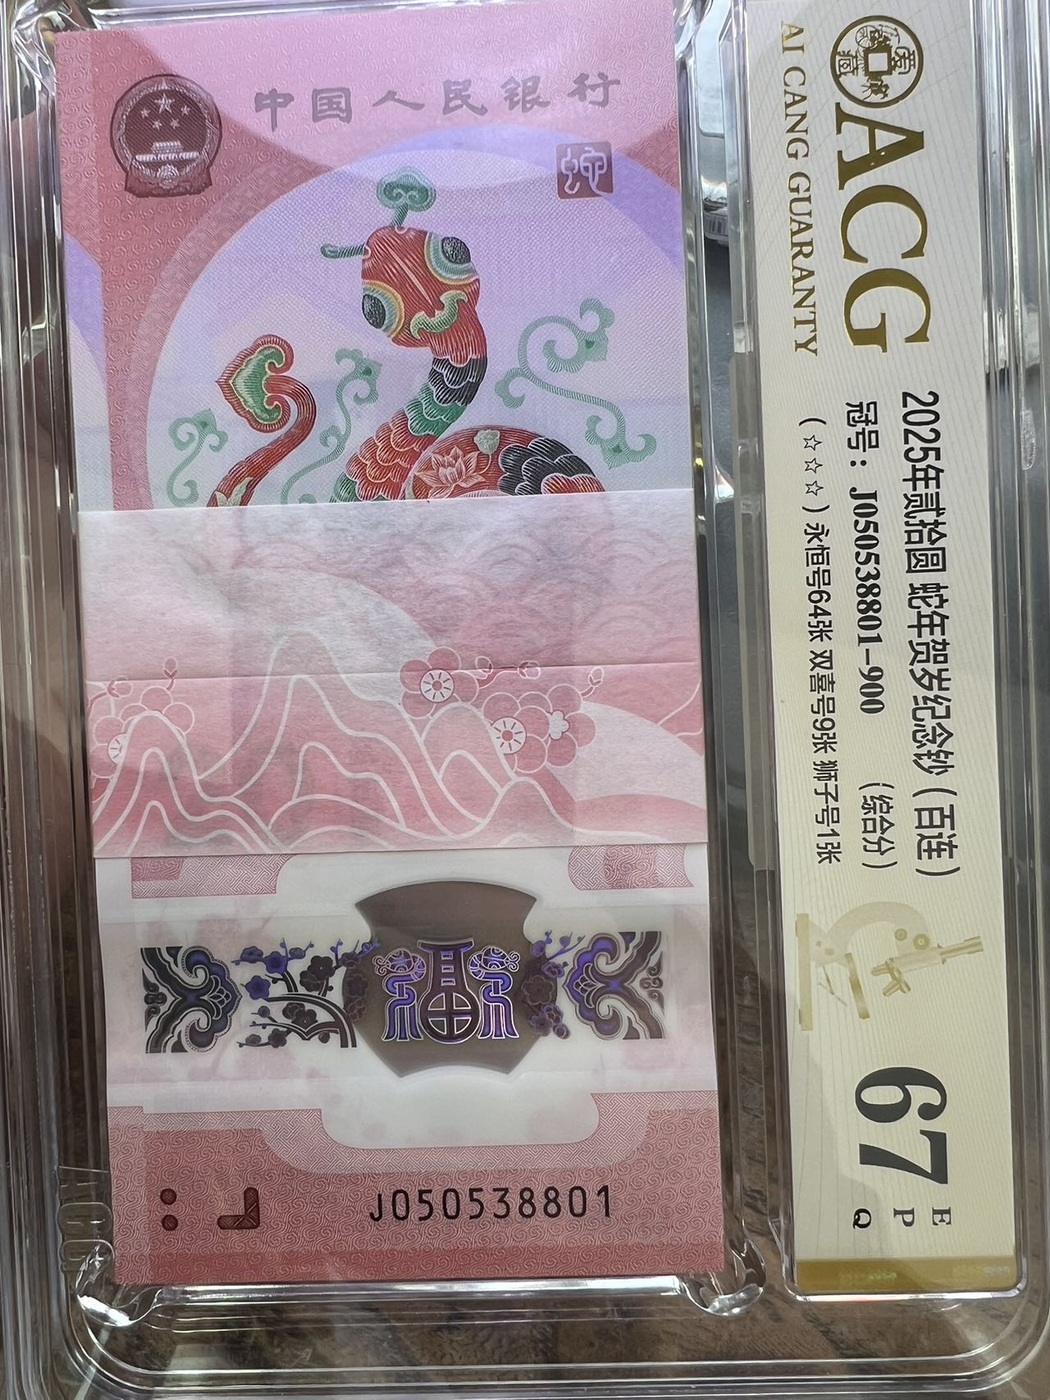 中国人民银行
蛇
J050538801
ACG
AI CANG GUARANTY
2025年贰拾圆 蛇年贺岁纪念钞（百连）
冠号：J050538801-900 （综合分）
（☆☆☆）永恒号64张 双喜号9张 狮子号1张
67
E
P
Q